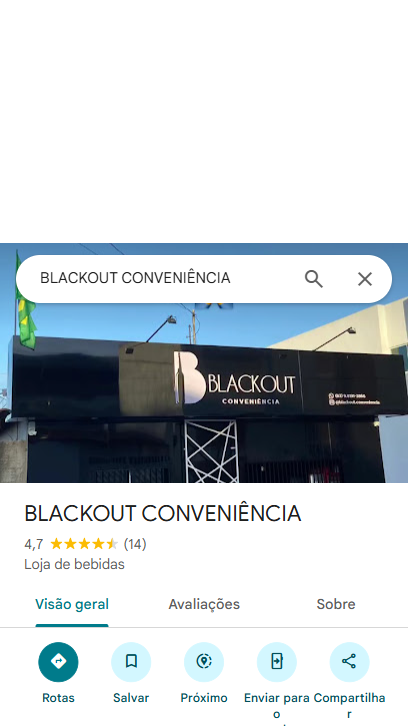 BLACKOUT CONVENIÊNCIA
BLACKOUT
CONVENIÊNCIA
BLACKOUT CONVENIÊNCIA
4,7 (14)
Loja de bebidas
Visão geral Avaliações Sobre
Rotas Salvar Próximo Enviar para o Compartilhar